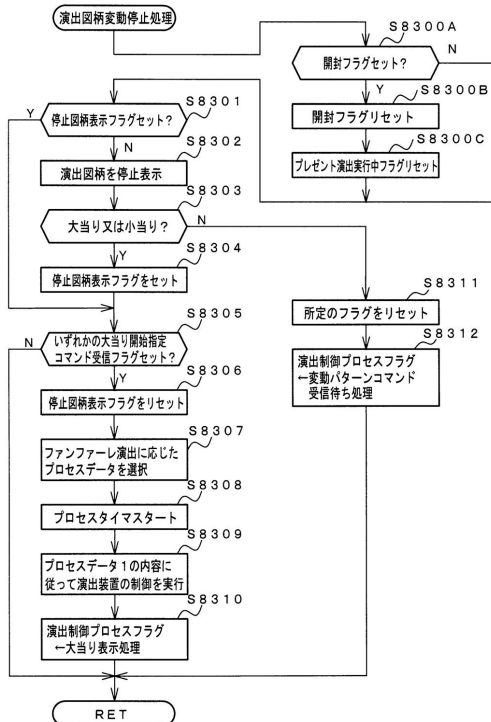 演出図柄変動停止処理
S8300A
開封フラグセット?
N
Y
S8300B
開封フラグリセット
S8300C
プレゼント演出実行中フラグリセット
S8301
Y
停止図柄表示フラグセット?
N
S8302
演出図柄を停止表示
S8303
大当り又は小当り?
N
Y
S8304
停止図柄表示フラグをセット
S8305
N
いずれかの大当り開始指定
コマンド受信フラグセット?
Y
S8306
停止図柄表示フラグをリセット
S8307
ファンファーレ演出に応じた
プロセスデータを選択
S8308
プロセスタイマスタート
S8309
プロセスデータ1の内容に
従って演出装置の制御を実行
S8310
演出制御プロセスフラグ
←大当り表示処理
S8311
所定のフラグをリセット
S8312
演出制御プロセスフラグ
←変動パターンコマンド
受信待ち処理
RET